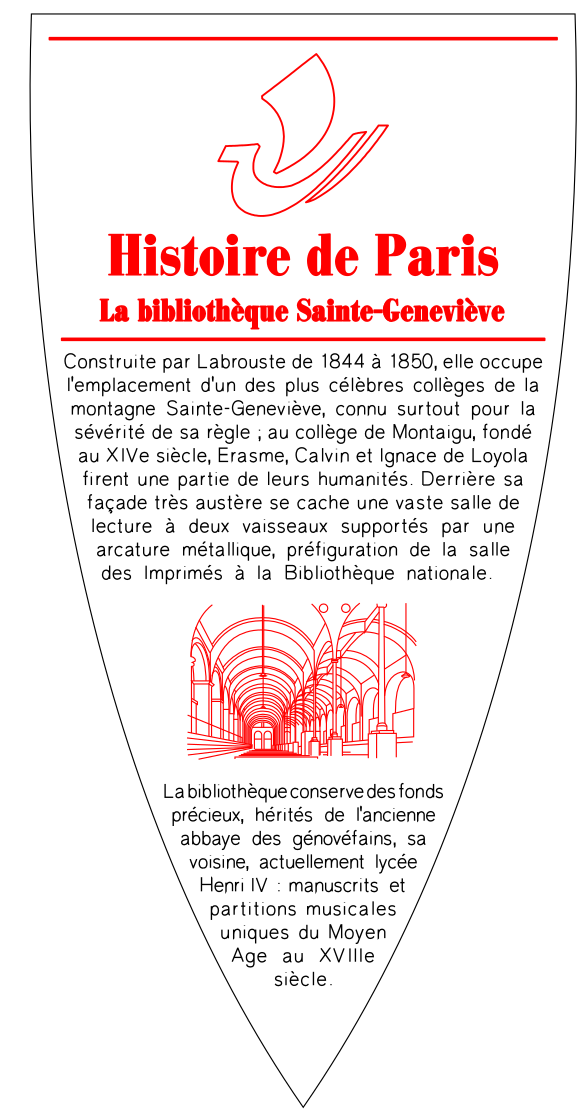 Histoire de Paris
La bibliothèque Sainte-Geneviève
Construite par Labrouste de 1844 à 1850, elle occupe
l'emplacement d'un des plus célèbres collèges de la
montagne Sainte-Geneviève, connu surtout pour la
sévérité de sa règle ; au collège de Montaigu, fondé
au XIVe siècle, Erasme, Calvin et Ignace de Loyola
firent une partie de leurs humanités. Derrière sa
façade très austère se cache une vaste salle de
lecture à deux vaisseaux supportés par une
arcature métallique, préfiguration de la salle
des Imprimés à la Bibliothèque nationale.
La bibliothèque conserve des fonds
précieux, hérités de l'ancienne
abbaye des génovéfains, sa
voisine, actuellement lycée
Henri IV : manuscrits et
partitions musicales
uniques du Moyen
Age au XVIIIe
siècle.